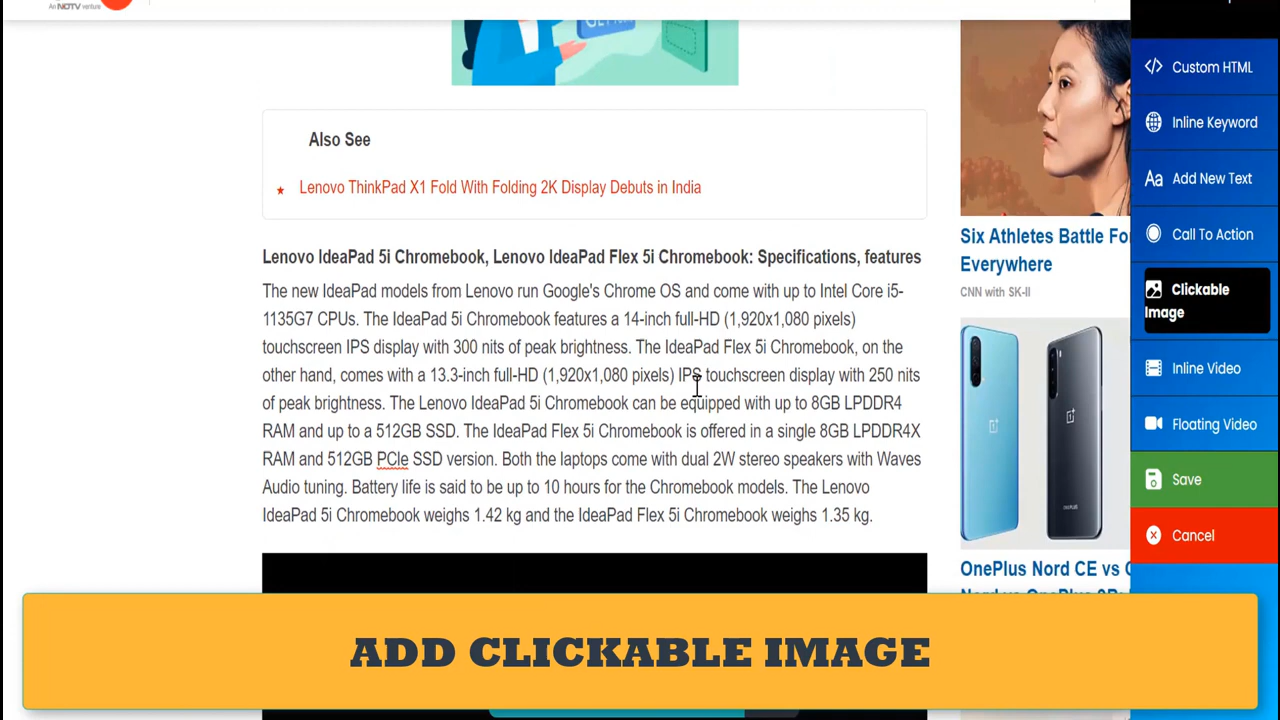 An NDTV venture
GET NOW
Also See
Lenovo ThinkPad X1 Fold With Folding 2K Display Debuts in India
Lenovo IdeaPad 5i Chromebook, Lenovo IdeaPad Flex 5i Chromebook: Specifications, features
The new IdeaPad models from Lenovo run Google's Chrome OS and come with up to Intel Core i5-
1135G7 CPUs. The IdeaPad 5i Chromebook features a 14-inch full-HD (1,920x1,080 pixels)
touchscreen IPS display with 300 nits of peak brightness. The IdeaPad Flex 5i Chromebook, on the
other hand, comes with a 13.3-inch full-HD (1,920x1,080 pixels) IPS touchscreen display with 250 nits
of peak brightness. The Lenovo IdeaPad 5i Chromebook can be equipped with up to 8GB LPDDR4
RAM and up to a 512GB SSD. The IdeaPad Flex 5i Chromebook is offered in a single 8GB LPDDR4X
RAM and 512GB PCIe SSD version. Both the laptops come with dual 2W stereo speakers with Waves
Audio tuning. Battery life is said to be up to 10 hours for the Chromebook models. The Lenovo
IdeaPad 5i Chromebook weighs 1.42 kg and the IdeaPad Flex 5i Chromebook weighs 1.35 kg.
Six Athletes Battle For
Everywhere
CNN with SK-II
OnePlus Nord CE vs
Custom HTML
Inline Keyword
Aa Add New Text
Call To Action
Clickable
Image
Inline Video
Floating Video
Save
Cancel
ADD CLICKABLE IMAGE